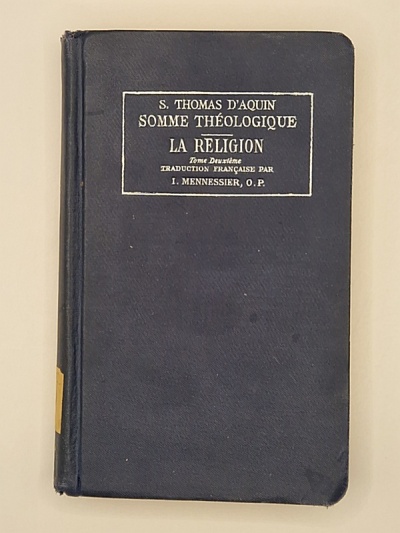 S. THOMAS D'AQUIN
SOMME THÉOLOGIQUE
LA RELIGION
Tome Deuxième
TRADUCTION FRANÇAISE PAR
I. MENNESSIER, O.P.